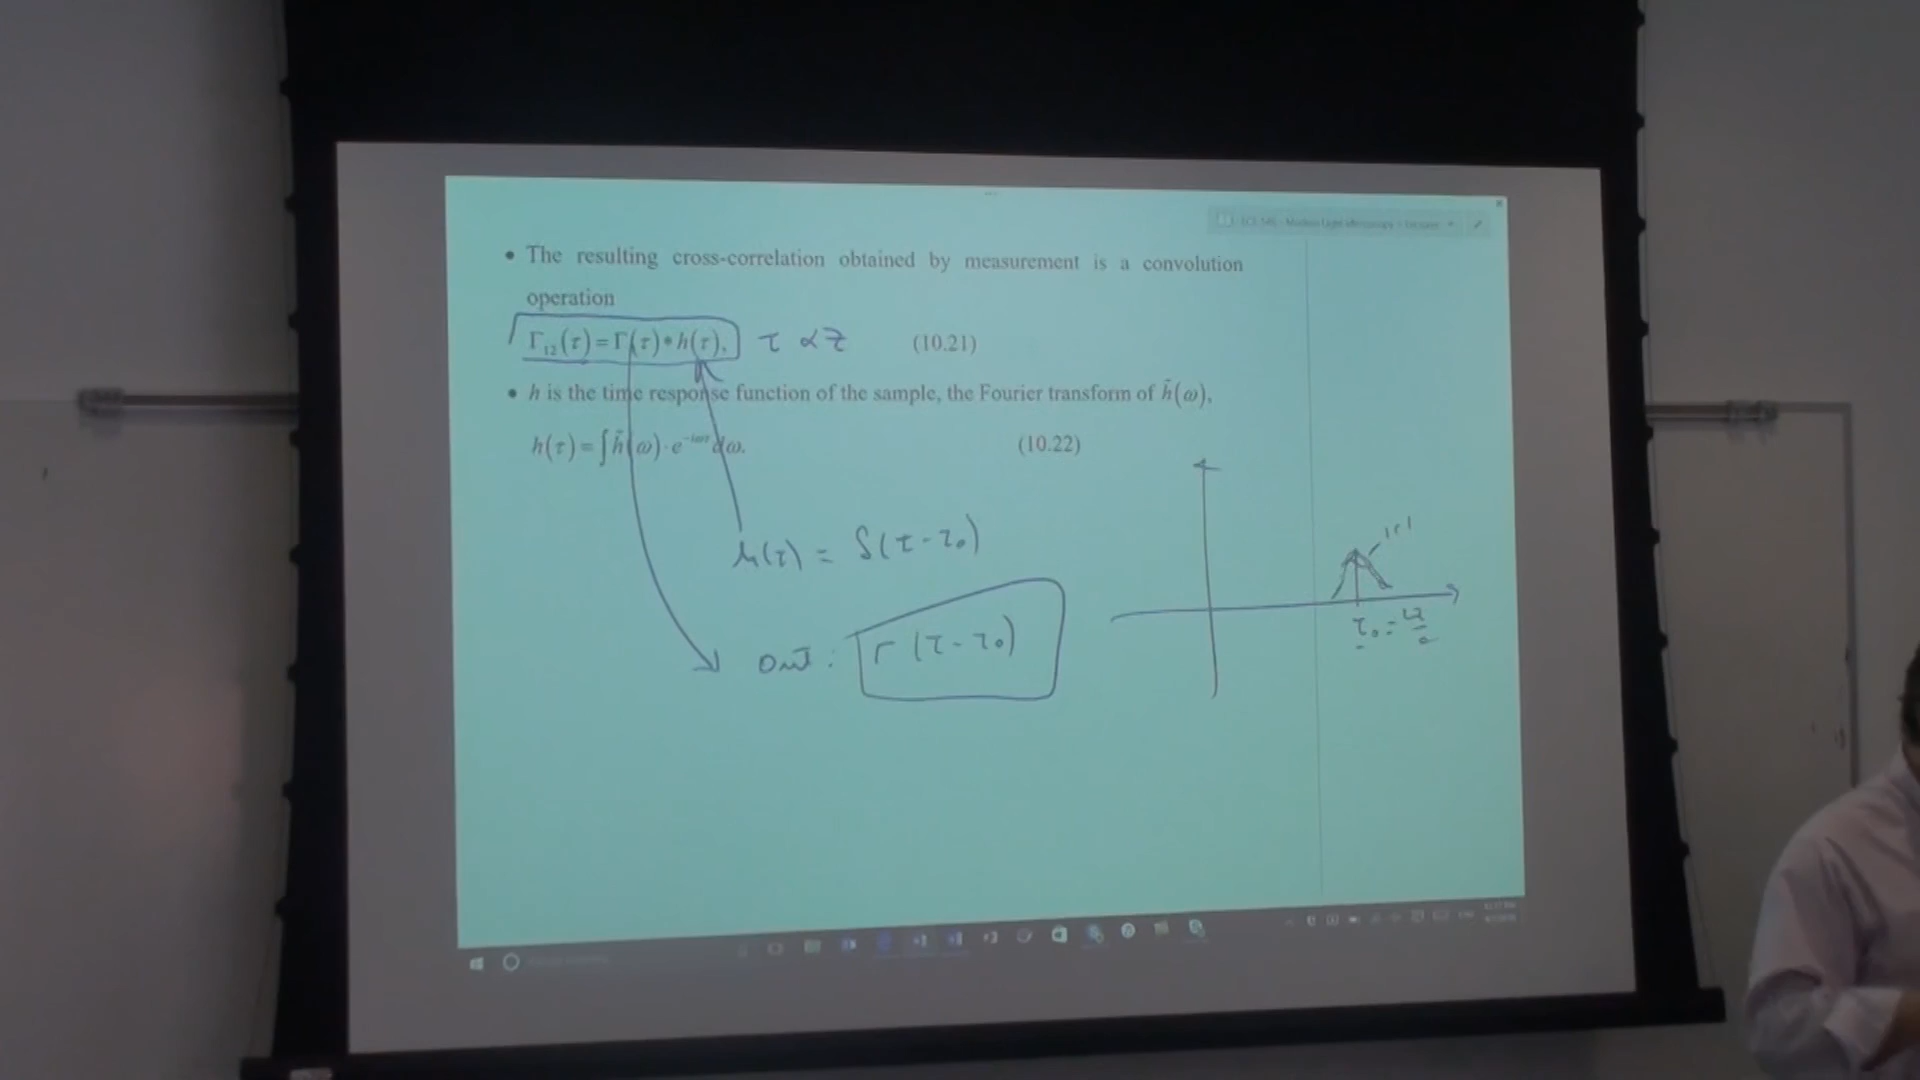 • The resulting cross-correlation obtained by measurement is a convolution
operation
Γ₁₂(τ)=Γ(τ)•h(τ), τ ∝ z (10.21)
• h is the time response function of the sample, the Fourier transform of h̃(ω),
h(τ)=∫h̃(ω)·e^{-iωτ}dω. (10.22)
h(τ) = δ(τ-τ₀)
|Γ|
out : Γ(τ-τ₀)